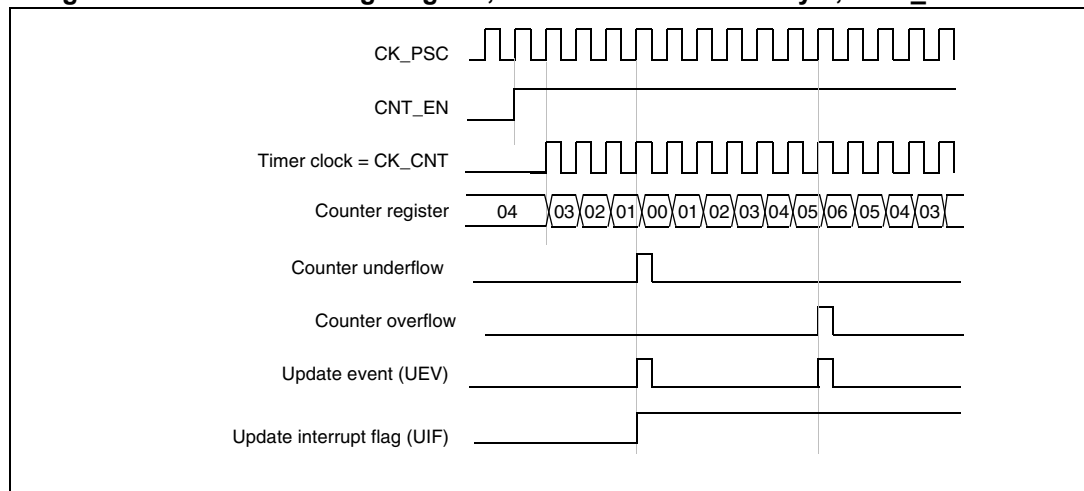 CK_PSC
CNT_EN
Timer clock = CK_CNT
Counter register 04 03 02 01 00 01 02 03 04 05 06 05 04 03
Counter underflow
Counter overflow
Update event (UEV)
Update interrupt flag (UIF)